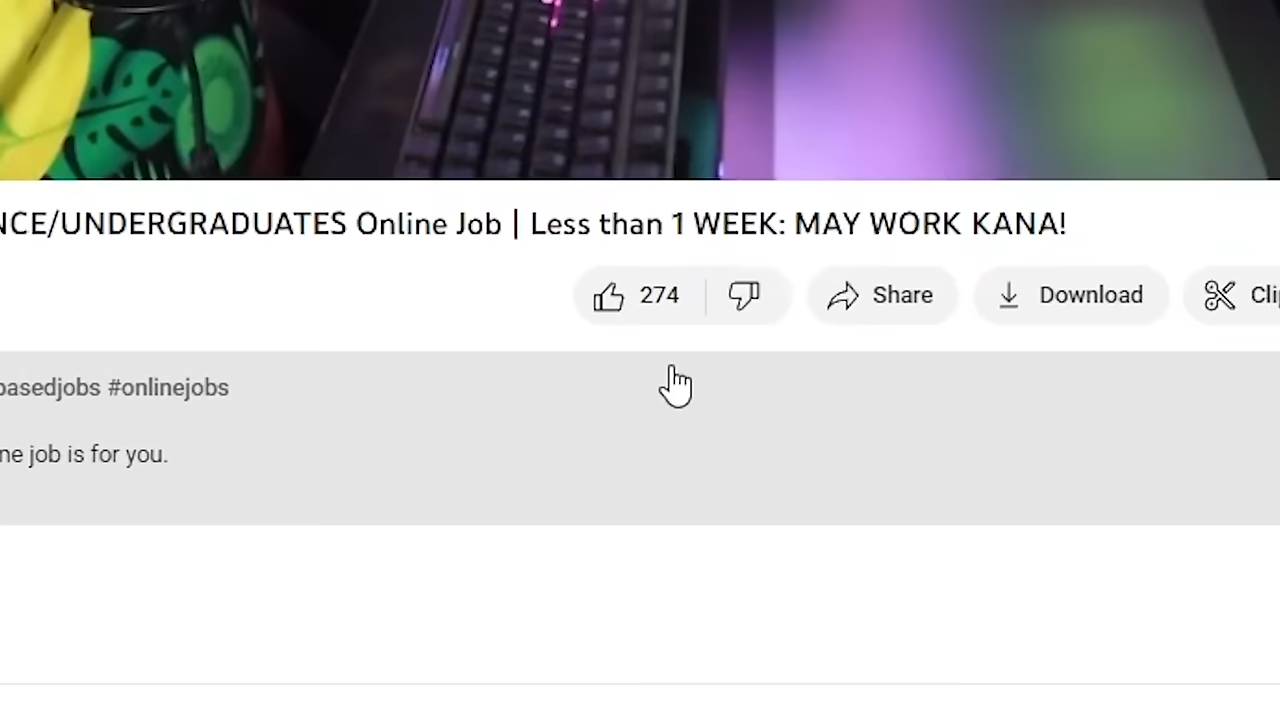 NCE/UNDERGRADUATES Online Job | Less than 1 WEEK: MAY WORK KANA!
274 Share Download Cli
basedjobs #onlinejobs
ne job is for you.